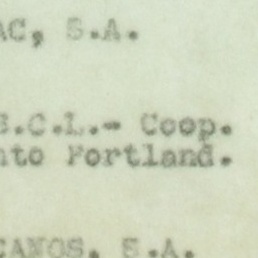 AC, S.A.
S.C.L.- Coop.
nto Portland.
CANOS, S.A.